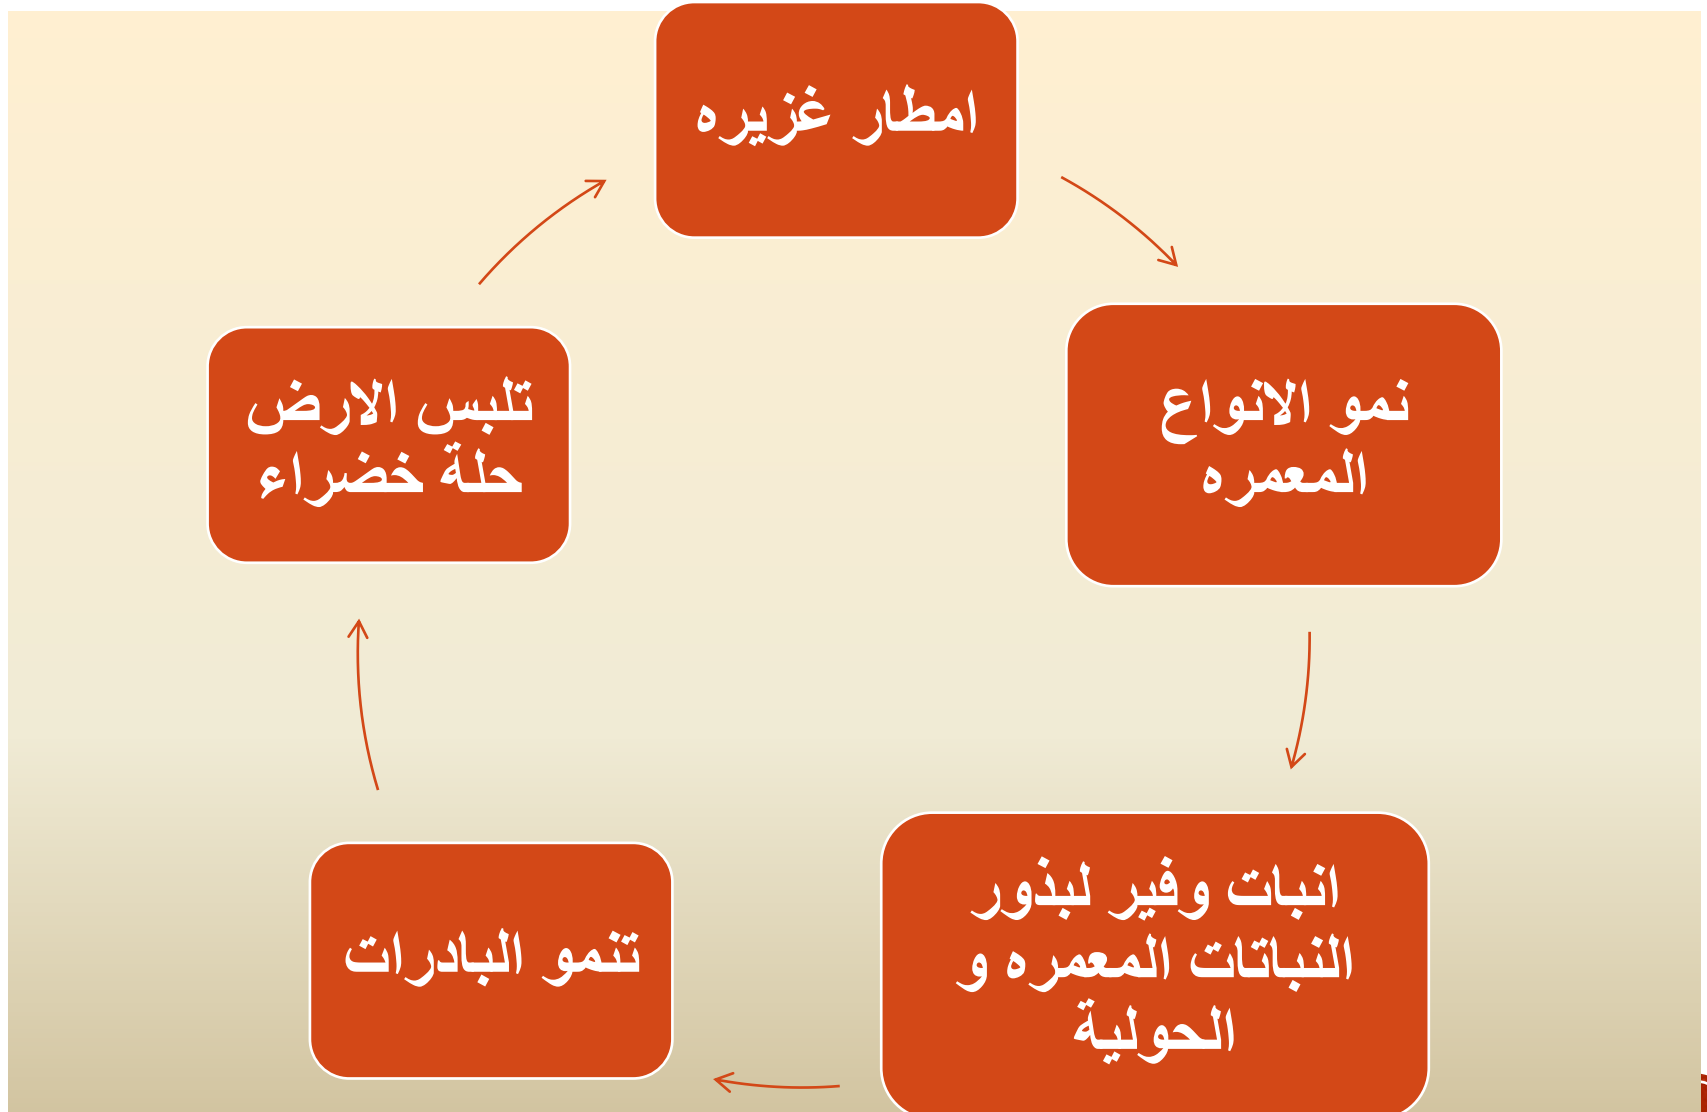 امطار غزيره
نمو الانواع
المعمره
انبات وفير لبذور
النباتات المعمره و
الحولية
تنمو البادرات
تلبس الارض
حلة خضراء